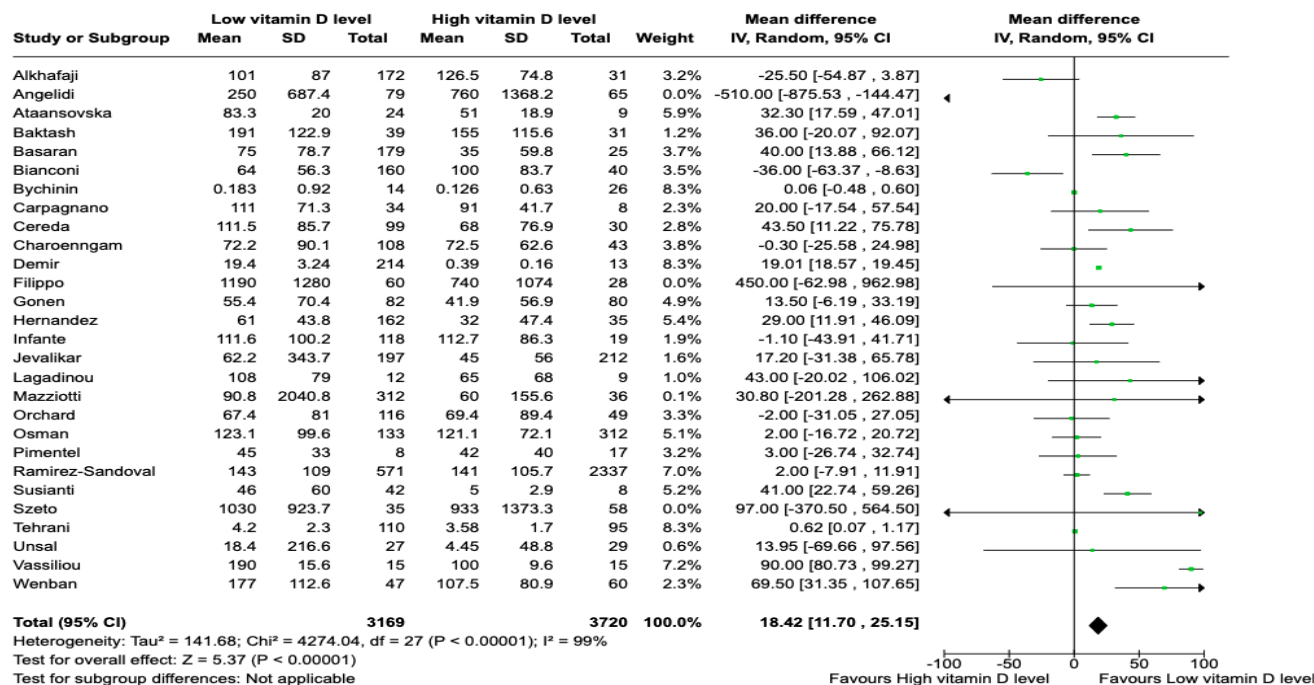 Low vitamin D level High vitamin D level Mean difference Mean difference
Study or Subgroup Mean SD Total Mean SD Total Weight IV, Random, 95% CI IV, Random, 95% CI
Alkhafaji 101 87 172 126.5 74.8 31 3.2% -25.50 [-54.87 , 3.87]
Angelidi 250 687.4 79 760 1368.2 65 0.0% -510.00 [-875.53 , -144.47]
Ataansovska 83.3 20 24 51 18.9 9 5.9% 32.30 [17.59 , 47.01]
Baktash 191 122.9 39 155 115.6 31 1.2% 36.00 [-20.07 , 92.07]
Basaran 75 78.7 179 35 59.8 25 3.7% 40.00 [13.88 , 66.12]
Bianconi 64 56.3 160 100 83.7 40 3.5% -36.00 [-63.37 , -8.63]
Bychinin 0.183 0.92 14 0.126 0.63 26 8.3% 0.06 [-0.48 , 0.60]
Carpagnano 111 71.3 34 91 41.7 8 2.3% 20.00 [-17.54 , 57.54]
Cereda 111.5 85.7 99 68 76.9 30 2.8% 43.50 [11.22 , 75.78]
Charoenngam 72.2 90.1 108 72.5 62.6 43 3.8% -0.30 [-25.58 , 24.98]
Demir 19.4 3.24 214 0.39 0.16 13 8.3% 19.01 [18.57 , 19.45]
Filippo 1190 1280 60 740 1074 28 0.0% 450.00 [-62.98 , 962.98]
Gonen 55.4 70.4 82 41.9 56.9 80 4.9% 13.50 [-6.19 , 33.19]
Hernandez 61 43.8 162 32 47.4 35 5.4% 29.00 [11.91 , 46.09]
Infante 111.6 100.2 118 112.7 86.3 19 1.9% -1.10 [-43.91 , 41.71]
Jevalikar 62.2 343.7 197 45 56 212 1.6% 17.20 [-31.38 , 65.78]
Lagadinou 108 79 12 65 68 9 1.0% 43.00 [-20.02 , 106.02]
Mazziotti 90.8 2040.8 312 60 155.6 36 0.1% 30.80 [-201.28 , 262.88]
Orchard 67.4 81 116 69.4 89.4 49 3.3% -2.00 [-31.05 , 27.05]
Osman 123.1 99.6 133 121.1 72.1 312 5.1% 2.00 [-16.72 , 20.72]
Pimentel 45 33 8 42 40 17 3.2% 3.00 [-26.74 , 32.74]
Ramirez-Sandoval 143 109 571 141 105.7 2337 7.0% 2.00 [-7.91 , 11.91]
Susianti 46 60 42 5 2.9 8 5.2% 41.00 [22.74 , 59.26]
Szeto 1030 923.7 35 933 1373.3 58 0.0% 97.00 [-370.50 , 564.50]
Tehrani 4.2 2.3 110 3.58 1.7 95 8.3% 0.62 [0.07 , 1.17]
Unsal 18.4 216.6 27 4.45 48.8 29 0.6% 13.95 [-69.66 , 97.56]
Vassiliou 190 15.6 15 100 9.6 15 7.2% 90.00 [80.73 , 99.27]
Wenban 177 112.6 47 107.5 80.9 60 2.3% 69.50 [31.35 , 107.65]
Total (95% CI) 3169 3720 100.0% 18.42 [11.70 , 25.15]
Heterogeneity: Tau² = 141.68; Chi² = 4274.04, df = 27 (P < 0.00001); I² = 99%
Test for overall effect: Z = 5.37 (P < 0.00001)
Test for subgroup differences: Not applicable
-100 -50 0 50 100
Favours High vitamin D level Favours Low vitamin D level